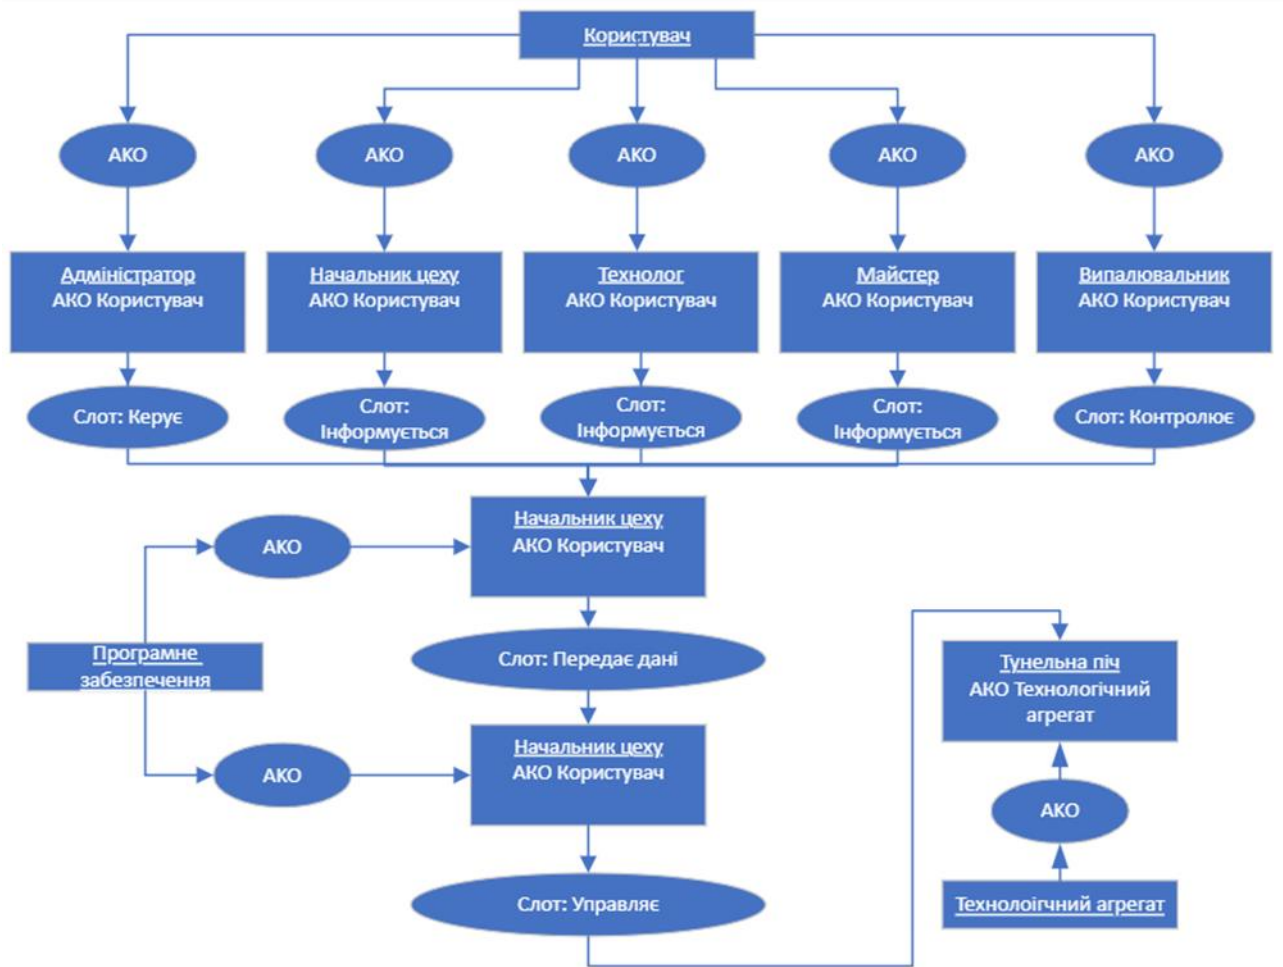 Користувач
АКО
АКО
АКО
АКО
АКО
Адміністратор
АКО Користувач
Начальник цеху
АКО Користувач
Технолог
АКО Користувач
Майстер
АКО Користувач
Випалювальник
АКО Користувач
Слот: Керує
Слот:
Інформується
Слот:
Інформується
Слот:
Інформується
Слот: Контролює
Начальник цеху
АКО Користувач
АКО
Програмне
забезпечення
Слот: Передає дані
Тунельна піч
АКО Технологічний
агрегат
Начальник цеху
АКО Користувач
АКО
АКО
Слот: Управляє
Технолоігчний агрегат